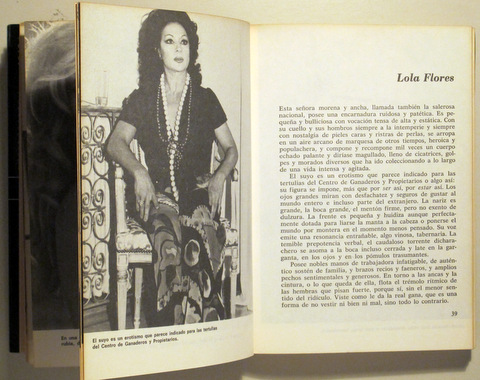 En una
rubia,
El suyo es un erotismo que parece indicado para las tertulias
del Centro de Ganaderos y Propietarios.
Lola Flores
Esta señora morena y ancha, llamada también la salerosa
nacional, posee una encarnadura ruidosa y patética. Es pe-
queña y bulliciosa con vocación tensa de alta y estática. Con
su cuello y sus hombros siempre a la intemperie y siempre
con nostalgia de pieles caras y ristras de perlas, se arropa
en un aire arcano de marquesa de otros tiempos, heroica y
populachera, y compone y recompone mil veces un cuerpo
echado palante y diríase magullado, lleno de cicatrices, gol-
pes y morados diversos que ha ido coleccionando a lo largo
de una vida intensa y agitada.
El suyo es un erotismo que parece indicado para las
tertulias del Centro de Ganaderos y Propietarios o algo así:
su figura se impone, más que por ser así, por estar así. Los
ojos grandes miran con desfachatez y seguros de gustar al
mundo entero e incluso parte del extranjero. La nariz es
grande, la boca grande, el mentón firme, pero no exento de
dulzura. La frente es pequeña y huidiza aunque perfecta-
mente dotada para liarse la manta a la cabeza o ponerse el
mundo por montera en el momento menos pensado. Su voz
emite una resonancia entrañable, algo vinosa, tabernaria. La
temible prepotencia verbal, el caudaloso torrente dichara-
chero se asoma a la boca incluso cerrada y late en la gar-
ganta, en los ojos y en los pómulos trasumantes.
Posee nobles manos de trabajadora infatigable, de autén-
tico sostén de familia, y brazos recios y faeneros, y amplios
pechos sentimentales y generosos. En torno a las ancas y la
cintura, o lo que queda de ella, flota el trémolo rítmico de
las hembras que pisan fuerte, porque sí, sin el menor sen-
tido del ridículo. Viste como le da la real gana, que es una
forma de no vestir ni bien ni mal, sino todo lo contrario.
39